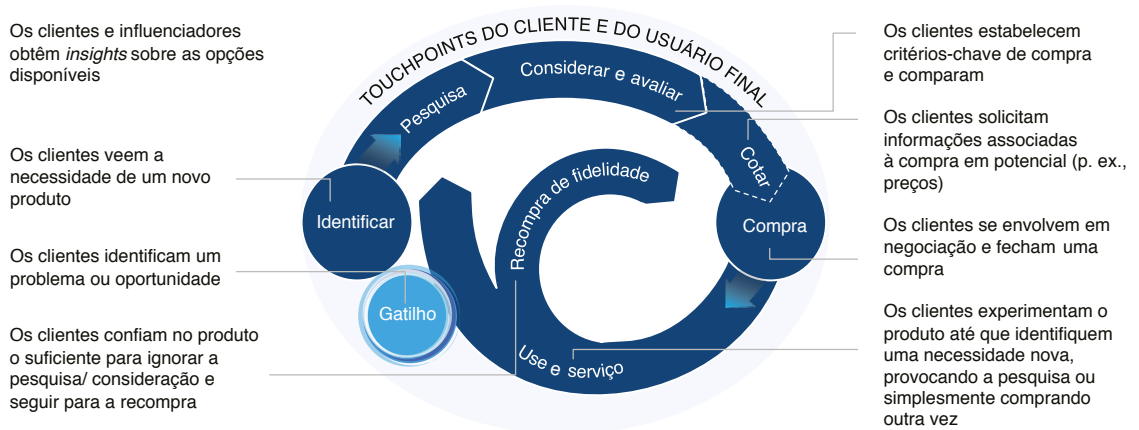 TOUCHPOINTS DO CLIENTE E DO USUÁRIO FINAL
Os clientes e influenciadores
obtêm insights sobre as opções
disponíveis
Os clientes veem a
necessidade de um novo
produto
Os clientes identificam um
problema ou oportunidade
Os clientes confiam no produto
o suficiente para ignorar a
pesquisa/ consideração e
seguir para a recompra
Identificar
Pesquisa
Considerar e avaliar
Cotar
Compra
Use e serviço
Recompra de fidelidade
Gatilho
Os clientes estabelecem
critérios-chave de compra
e comparam
Os clientes solicitam
informações associadas
à compra em potencial (p. ex.,
preços)
Os clientes se envolvem em
negociação e fecham uma
compra
Os clientes experimentam o
produto até que identifiquem
uma necessidade nova,
provocando a pesquisa ou
simplesmente comprando
outra vez